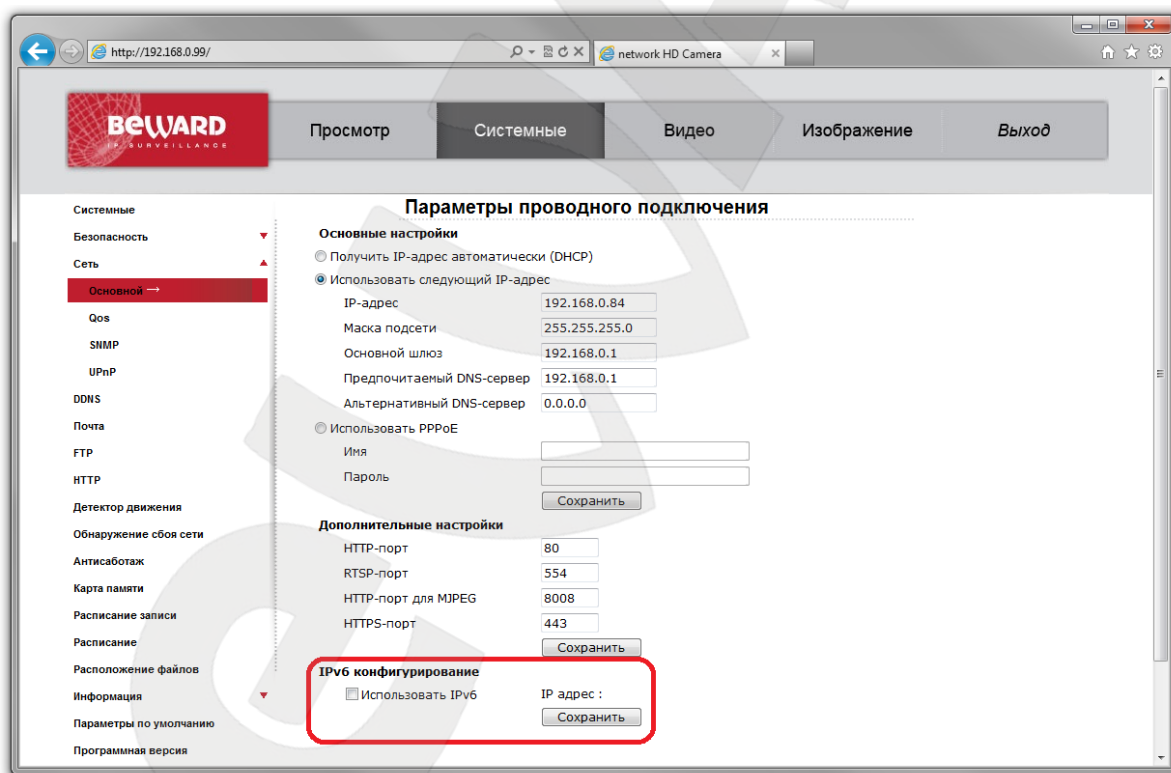 http://192.168.0.99/
network HD Camera
BEWARD
IP SURVEILLANCE
Просмотр
Системные
Видео
Изображение
Выход
Системные
Безопасность
Сеть
Основной →
Qos
SNMP
UPnP
DDNS
Почта
FTP
HTTP
Детектор движения
Обнаружение сбоя сети
Антисаботаж
Карта памяти
Расписание записи
Расписание
Расположение файлов
Информация
Параметры по умолчанию
Программная версия
Параметры проводного подключения
Основные настройки
Получить IP-адрес автоматически (DHCP)
Использовать следующий IP-адрес
IP-адрес 192.168.0.84
Маска подсети 255.255.255.0
Основной шлюз 192.168.0.1
Предпочитаемый DNS-сервер 192.168.0.1
Альтернативный DNS-сервер 0.0.0.0
Использовать PPPoE
Имя
Пароль
Сохранить
Дополнительные настройки
HTTP-порт 80
RTSP-порт 554
HTTP-порт для MJPEG 8008
HTTPS-порт 443
Сохранить
IPv6 конфигурирование
Использовать IPv6 IP адрес :
Сохранить